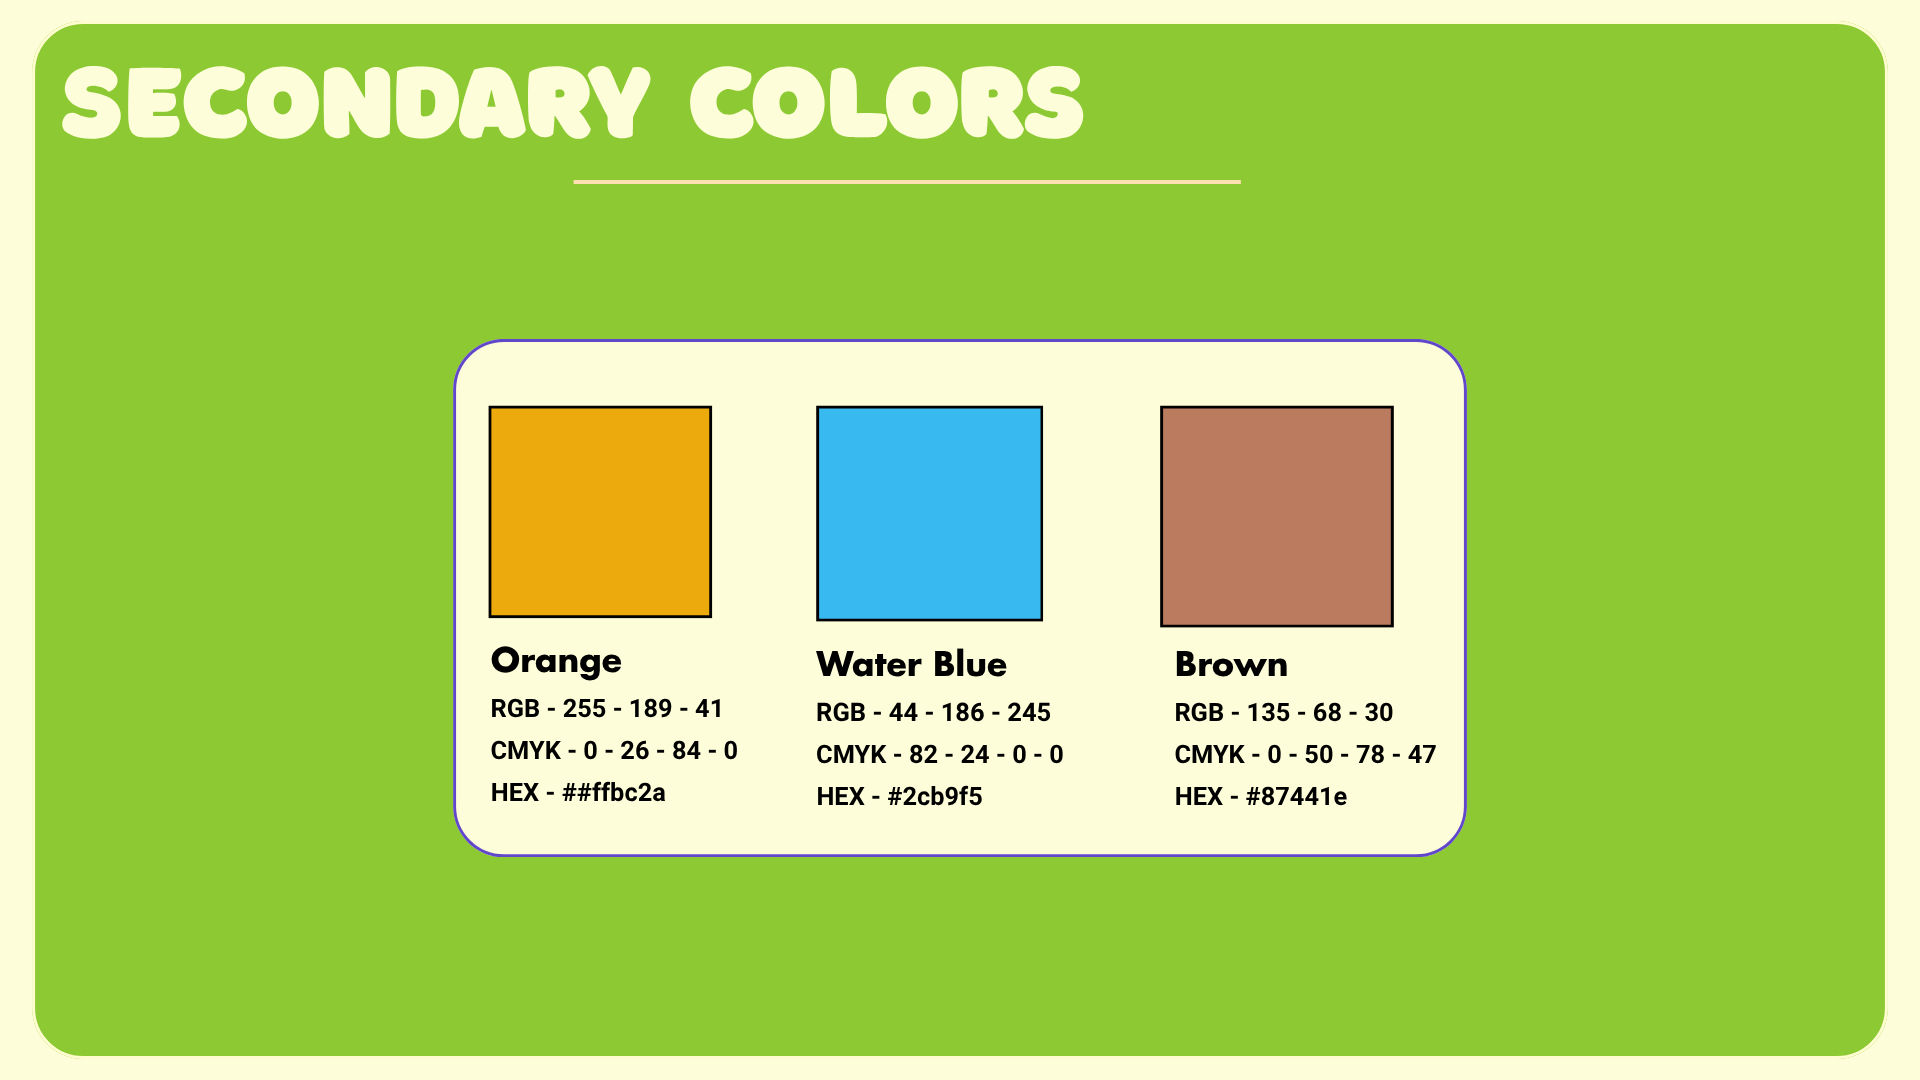 SECONDARY COLORS
Orange
RGB - 255 - 189 - 41
CMYK - 0 - 26 - 84 - 0
HEX - ##ffbc2a
Water Blue
RGB - 44 - 186 - 245
CMYK - 82 - 24 - 0 - 0
HEX - #2cb9f5
Brown
RGB - 135 - 68 - 30
CMYK - 0 - 50 - 78 - 47
HEX - #87441e